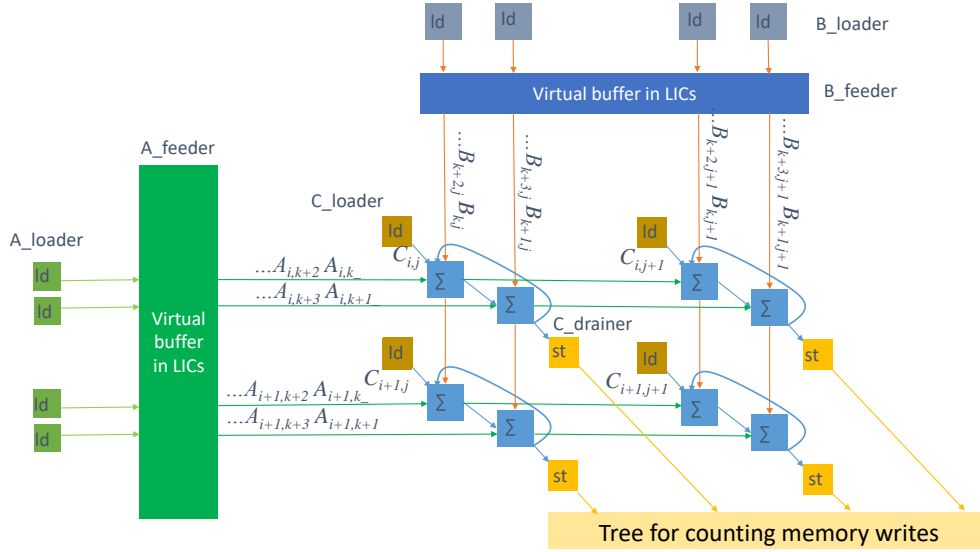 ld ld ld ld B_loader
Virtual buffer in LICs B_feeder
A_feeder
...B_{k+2,j} B_{k,j}
...B_{k+3,j} B_{k+1,j}
...B_{k+2,j+1} B_{k,j+1}
...B_{k+3,j+1} B_{k+1,j+1}
C_loader
A_loader
ld ld
C_{i,j} C_{i,j+1}
ld ...A_{i,k+2} A_{i,k_} Σ Σ
ld ...A_{i,k+3} A_{i,k+1_} Σ Σ
Virtual
buffer
in LICs
C_drainer
st st
ld ld
C_{i+1,j} C_{i+1,j+1}
ld ...A_{i+1,k+2} A_{i+1,k_} Σ Σ
ld ...A_{i+1,k+3} A_{i+1,k+1} Σ Σ
st st
Tree for counting memory writes